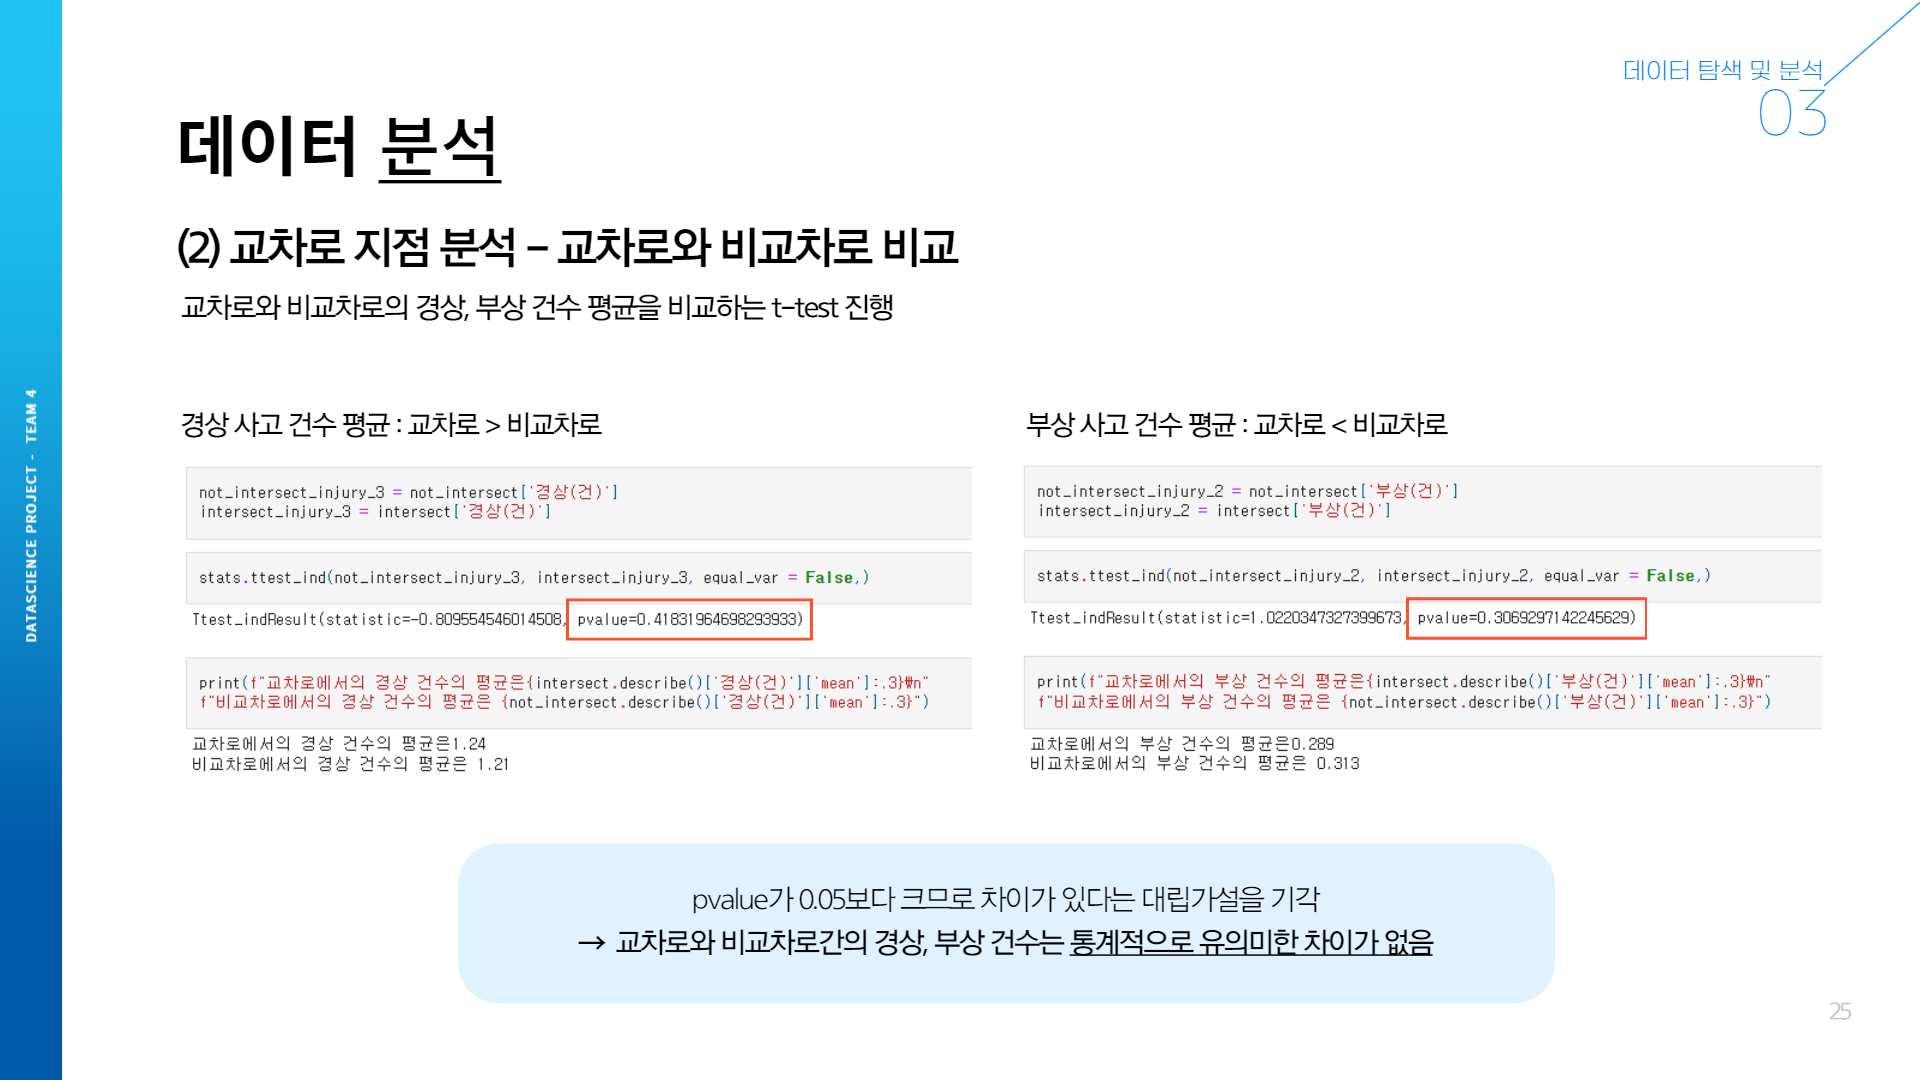 데이터 탐색 및 분석
03
데이터 분석
(2) 교차로 지점 분석 – 교차로와 비교차로 비교
교차로와 비교차로의 경상, 부상 건수 평균을 비교하는 t-test 진행
경상 사고 건수 평균 : 교차로 > 비교차로
not_intersect_injury_3 = not_intersect['경상(건)']
intersect_injury_3 = intersect['경상(건)']
stats.ttest_ind(not_intersect_injury_3, intersect_injury_3, equal_var = False,)
Ttest_indResult(statistic=-0.809554546014508, pvalue=0.41831964698293933)
print(f"교차로에서의 경상 건수의 평균은{intersect.describe()['경상(건)']['mean']:.3}₩n"
f"비교차로에서의 경상 건수의 평균은 {not_intersect.describe()['경상(건)']['mean']:.3}")
교차로에서의 경상 건수의 평균은1.24
비교차로에서의 경상 건수의 평균은 1.21
부상 사고 건수 평균 : 교차로 < 비교차로
not_intersect_injury_2 = not_intersect['부상(건)']
intersect_injury_2 = intersect['부상(건)']
stats.ttest_ind(not_intersect_injury_2, intersect_injury_2, equal_var = False,)
Ttest_indResult(statistic=1.0220347327399673, pvalue=0.3069297142245629)
print(f"교차로에서의 부상 건수의 평균은{intersect.describe()['부상(건)']['mean']:.3}₩n"
f"비교차로에서의 부상 건수의 평균은 {not_intersect.describe()['부상(건)']['mean']:.3}")
교차로에서의 부상 건수의 평균은0.289
비교차로에서의 부상 건수의 평균은 0.313
pvalue가 0.05보다 크므로 차이가 있다는 대립가설을 기각
→ 교차로와 비교차로간의 경상, 부상 건수는 통계적으로 유의미한 차이가 없음
DATASCIENCE PROJECT - TEAM 4
25